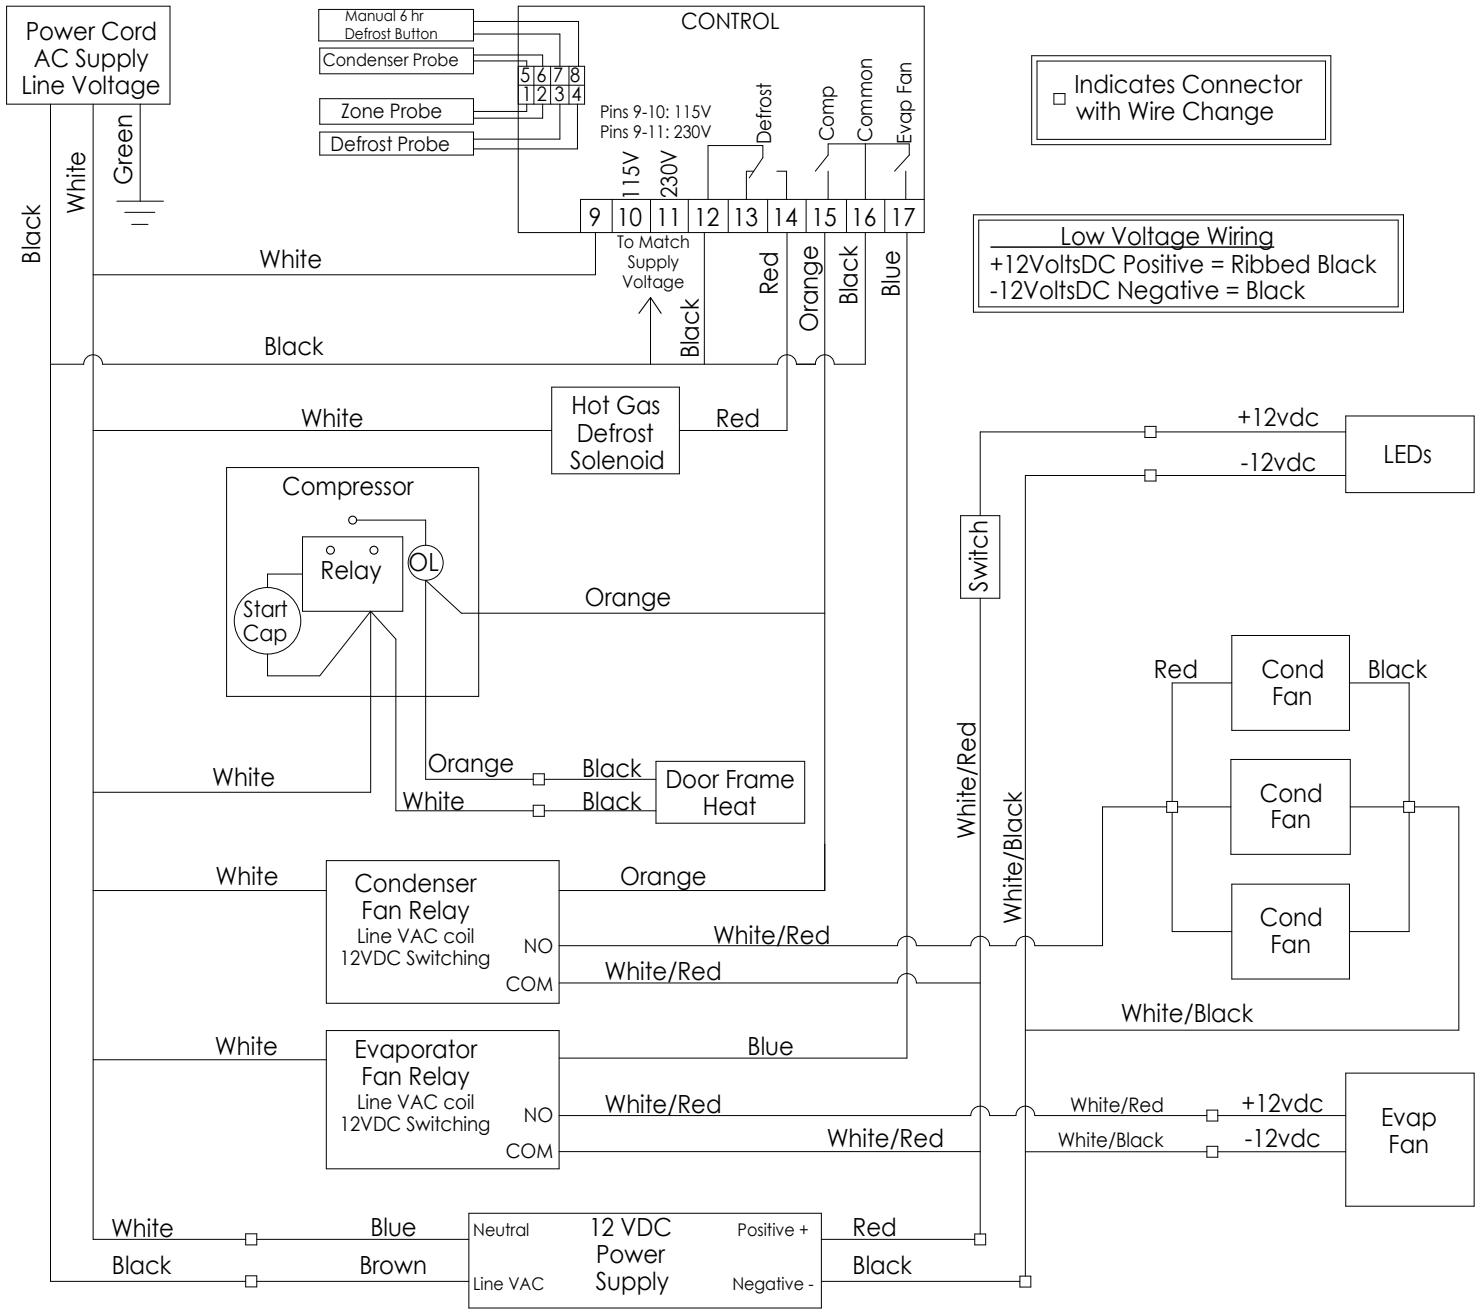 Power Cord
AC Supply
Line Voltage
Manual 6 hr
Defrost Button
Condenser Probe
Zone Probe
Defrost Probe
CONTROL
5 6 7 8
1 2 3 4
Pins 9-10: 115V
Pins 9-11: 230V
115V
230V
Defrost
Comp
Common
Evap Fan
9 10 11 12 13 14 15 16 17
Indicates Connector
with Wire Change
Low Voltage Wiring
+12VoltsDC Positive = Ribbed Black
-12VoltsDC Negative = Black
Black
White
Green
White
To Match
Supply
Voltage
Black
Red
Orange
Black
Blue
Black
White
Hot Gas
Defrost
Solenoid
Red
Compressor
Relay
OL
Start
Cap
Orange
White
Orange
Black
White
Black
Door Frame
Heat
+12vdc
-12vdc
LEDs
Switch
White/Red
White/Black
Red
Cond
Fan
Black
Cond
Fan
Cond
Fan
White/Black
White
Condenser
Fan Relay
Line VAC coil
12VDC Switching
NO
COM
Orange
White/Red
White/Red
White
Evaporator
Fan Relay
Line VAC coil
12VDC Switching
NO
COM
Blue
White/Red
White/Red
White/Red
+12vdc
White/Black
-12vdc
Evap
Fan
White
Blue
Black
Brown
Neutral
Line VAC
12 VDC
Power
Supply
Positive +
Negative -
Red
Black